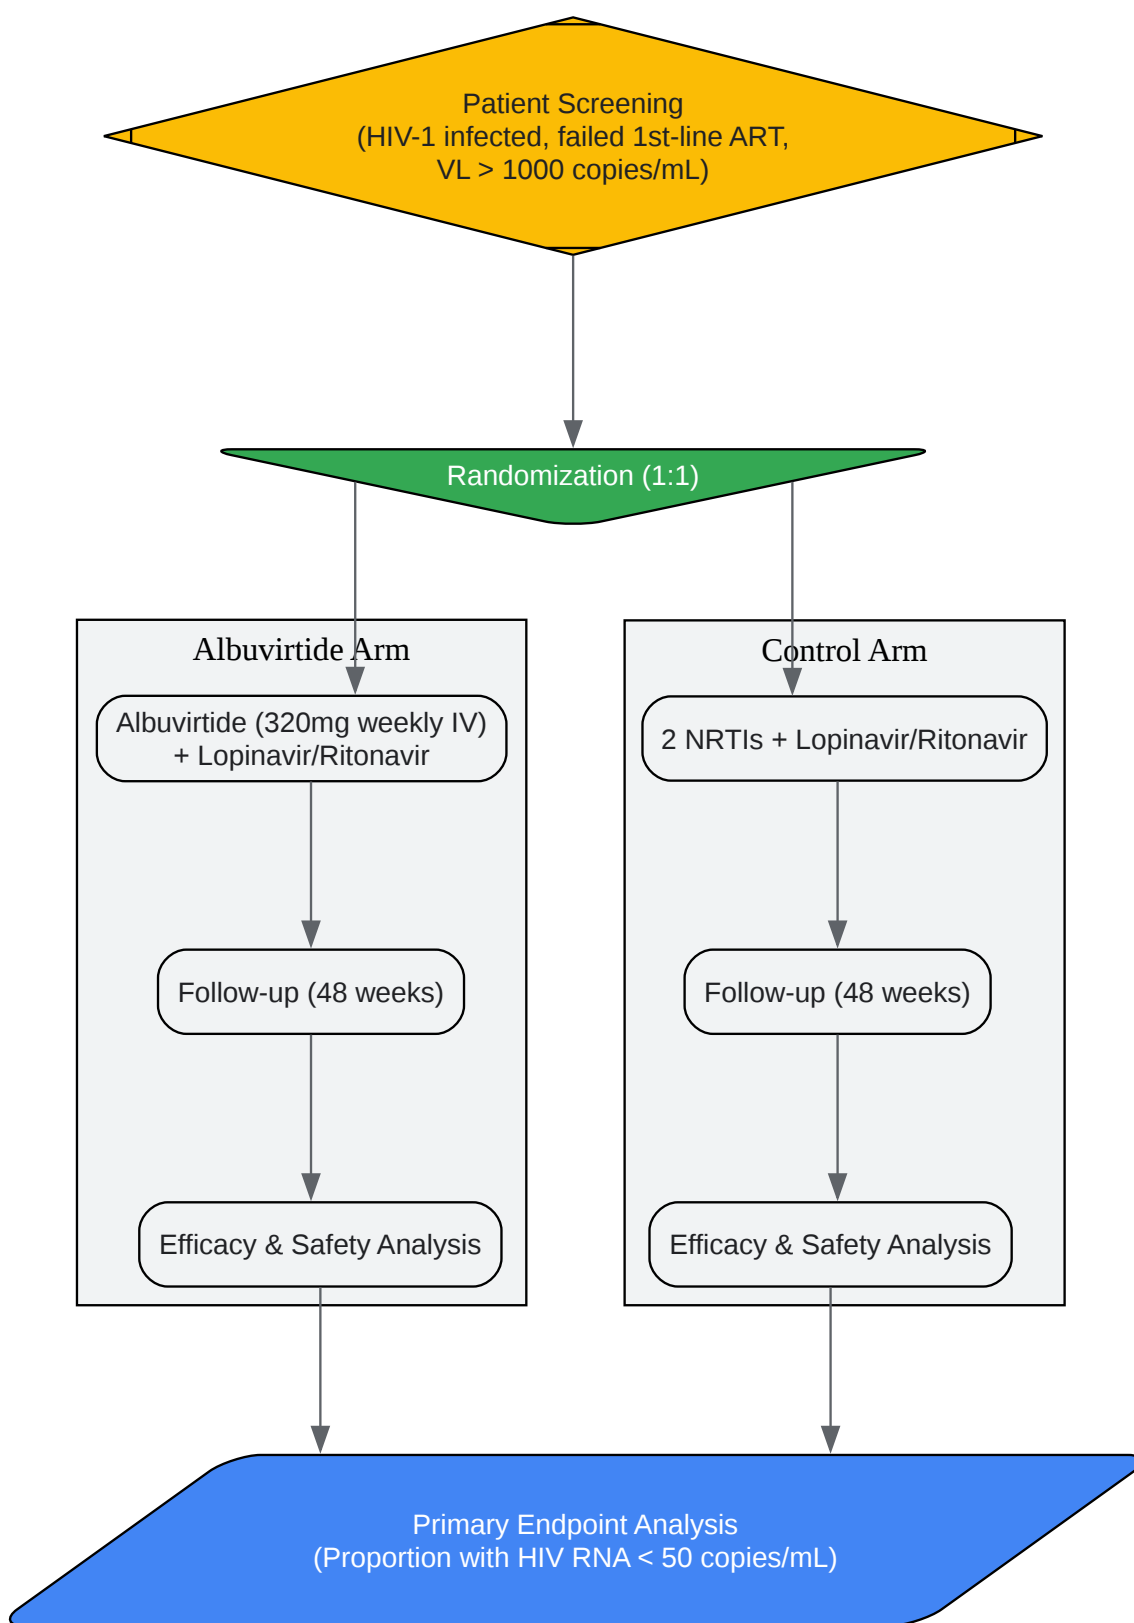 Patient Screening
(HIV-1 infected, failed 1st-line ART,
VL > 1000 copies/mL)
Randomization (1:1)
Albuvirtide Arm
Albuvirtide (320mg weekly IV)
+ Lopinavir/Ritonavir
Follow-up (48 weeks)
Efficacy & Safety Analysis
Control Arm
2 NRTIs + Lopinavir/Ritonavir
Follow-up (48 weeks)
Efficacy & Safety Analysis
Primary Endpoint Analysis
(Proportion with HIV RNA < 50 copies/mL)